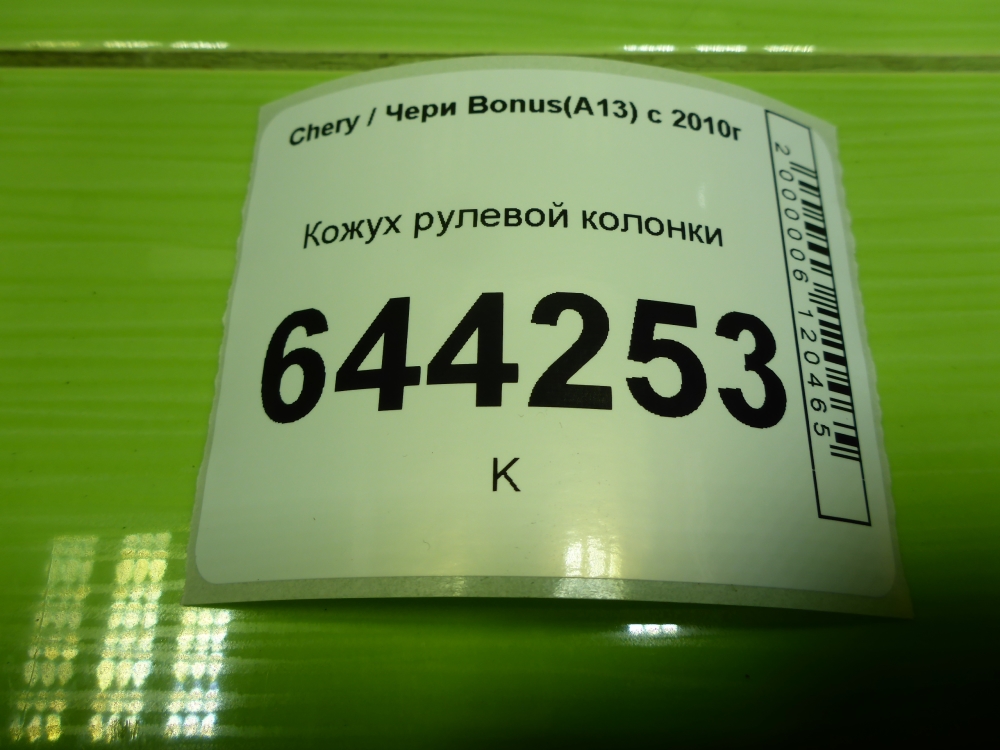 Chery / Чери Bonus(A13) с 2010г
Кожух рулевой колонки
644253
К
2000006120465